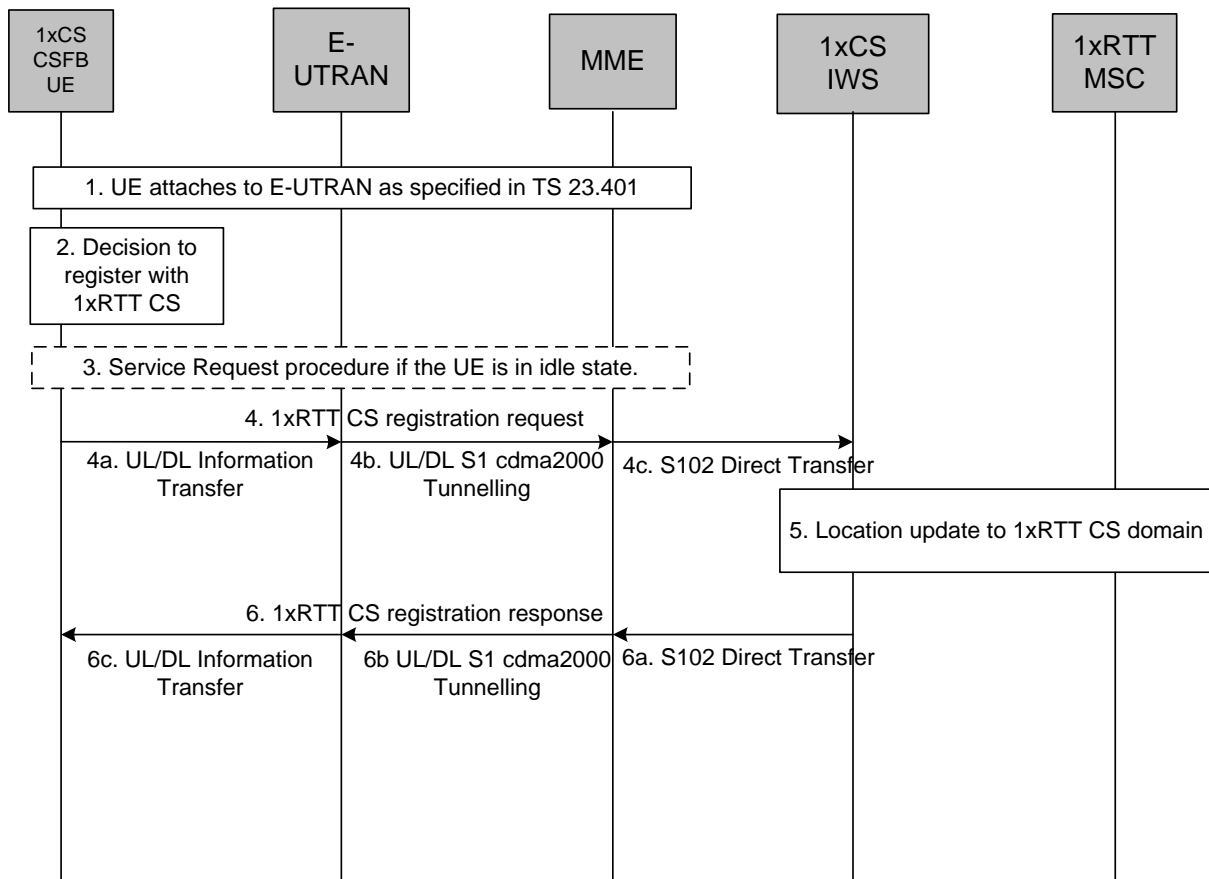 1xCS
CSFB
UE
E-
UTRAN
MME
1xCS
IWS
1xRTT
MSC
1. UE attaches to E-UTRAN as specified in TS 23.401
2. Decision to
register with
1xRTT CS
3. Service Request procedure if the UE is in idle state.
4. 1xRTT CS registration request
4a. UL/DL Information
Transfer
4b. UL/DL S1 cdma2000
Tunnelling
4c. S102 Direct Transfer
5. Location update to 1xRTT CS domain
6. 1xRTT CS registration response
6c. UL/DL Information
Transfer
6b UL/DL S1 cdma2000
Tunnelling
6a. S102 Direct Transfer